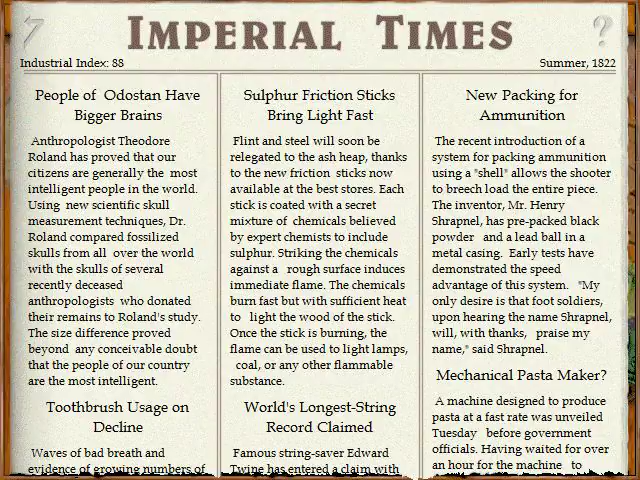 IMPERIAL TIMES
Industrial Index: 88
Summer, 1822
People of Odostan Have
Bigger Brains
Anthropologist Theodore
Roland has proved that our
citizens are generally the most
intelligent people in the world.
Using new scientific skull
measurement techniques, Dr.
Roland compared fossilized
skulls from all over the world
with the skulls of several
recently deceased
anthropologists who donated
their remains to Roland's study.
The size difference proved
beyond any conceivable doubt
that the people of our country
are the most intelligent.
Toothbrush Usage on
Decline
Waves of bad breath and
evidence of growing numbers of
Sulphur Friction Sticks
Bring Light Fast
Flint and steel will soon be
relegated to the ash heap, thanks
to the new friction sticks now
available at the best stores. Each
stick is coated with a secret
mixture of chemicals believed
by expert chemists to include
sulphur. Striking the chemicals
against a rough surface induces
immediate flame. The chemicals
burn fast but with sufficient heat
to light the wood of the stick.
Once the stick is burning, the
flame can be used to light lamps,
coal, or any other flammable
substance.
World's Longest-String
Record Claimed
Famous string-saver Edward
Twine has entered a claim with
New Packing for
Ammunition
The recent introduction of a
system for packing ammunition
using a "shell" allows the shooter
to breech load the entire piece.
The inventor, Mr. Henry
Shrapnel, has pre-packed black
powder and a lead ball in a
metal casing. Early tests have
demonstrated the speed
advantage of this system. "My
only desire is that foot soldiers,
upon hearing the name Shrapnel,
will, with thanks, praise my
name," said Shrapnel.
Mechanical Pasta Maker?
A machine designed to produce
pasta at a fast rate was unveiled
Tuesday before government
officials. Having waited for over
an hour for the machine to